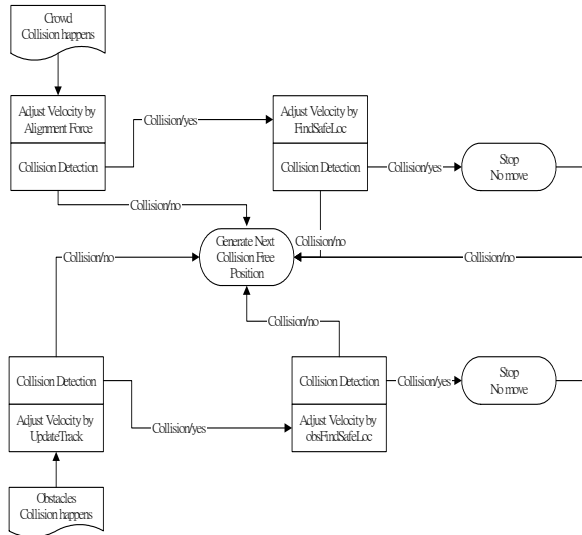 Crowd
Collision happens
Adjust Velocity by
Alignment Force
Collision Detection
Collision/yes
Adjust Velocity by
FindSafeLoc
Collision Detection
Collision/yes
Stop
No move
Collision/no
Collision/no
Generate Next
Collision Free
Position
Collision/no
Collision/no
Collision/no
Collision Detection
Adjust Velocity by
UpdateTrack
Collision/yes
Collision Detection
Adjust Velocity by
obsFindSafeLoc
Collision/yes
Stop
No move
Obstacles
Collision happens